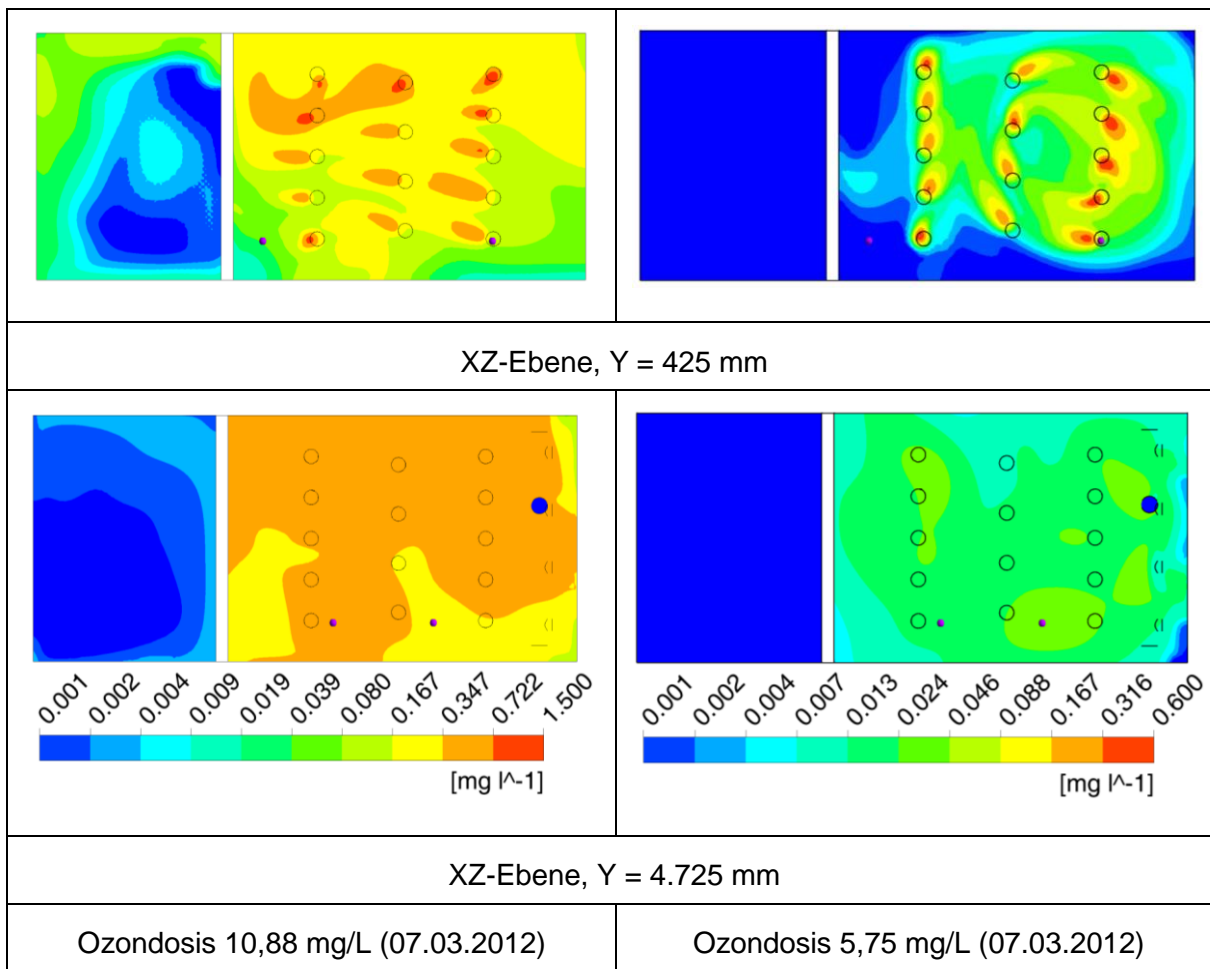 XZ-Ebene, Y = 425 mm
0.001 0.002 0.004 0.009 0.019 0.039 0.080 0.167 0.347 0.722 1.500
[mg l^-1]
0.001 0.002 0.004 0.007 0.013 0.024 0.046 0.088 0.167 0.316 0.600
[mg l^-1]
XZ-Ebene, Y = 4.725 mm
Ozondosis 10,88 mg/L (07.03.2012)
Ozondosis 5,75 mg/L (07.03.2012)